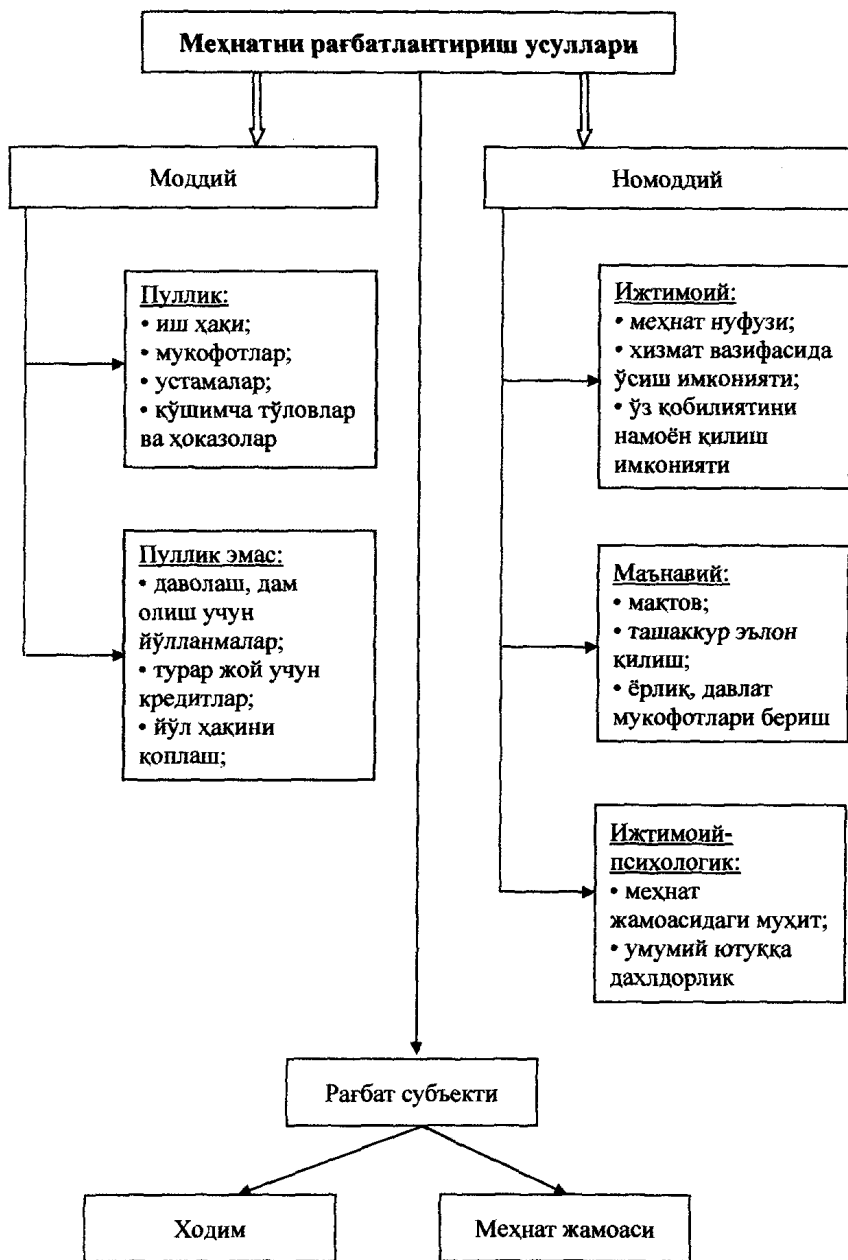 Меҳнатни рағбатлантириш усуллари
Моддий
Номоддий
Пуллик:
• иш ҳақи;
• мукофотлар;
• устамалар;
• қўшимча тўловлар
ва ҳоказолар
Пуллик эмас:
• даволаш, дам
олиш учун
йўлланмалар;
• турар жой учун
кредитлар;
• йўл ҳақини
қоплаш;
Ижтимоий:
• меҳнат нуфузи;
• хизмат вазифасида
ўсиш имконияти;
• ўз қобилиятини
намоён қилиш
имконияти
Маънавий:
• мақтов;
• ташаккур эълон
қилиш;
• ёрлиқ, давлат
мукофотлари бериш
Ижтимоий-
психологик:
• меҳнат
жамоасидаги муҳит;
• умумий ютуққа
дахлдорлик
Рағбат субъекти
Ходим
Меҳнат жамоаси